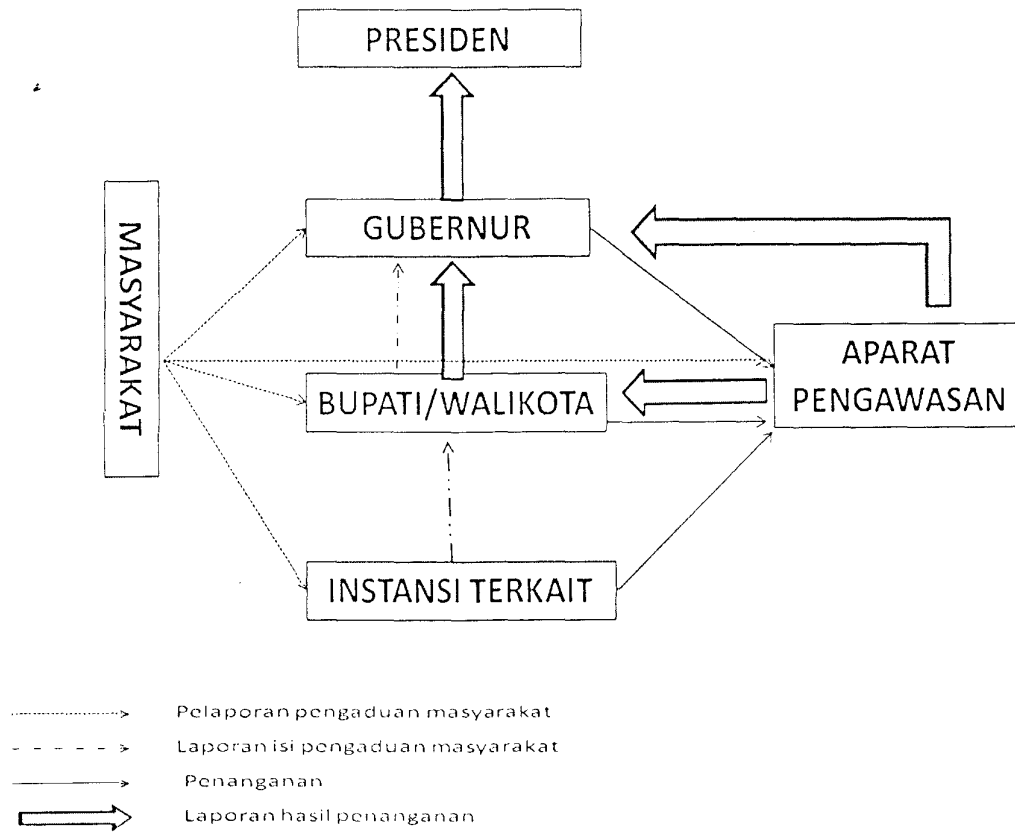 PRESIDEN
GUBERNUR
MASYARAKAT
APARAT
PENGAWASAN
BUPATI/WALIKOTA
INSTANSI TERKAIT
Pelaporan pengaduan masyarakat
Laporan isi pengaduan masyarakat
Penanganan
Laporan hasil penanganan